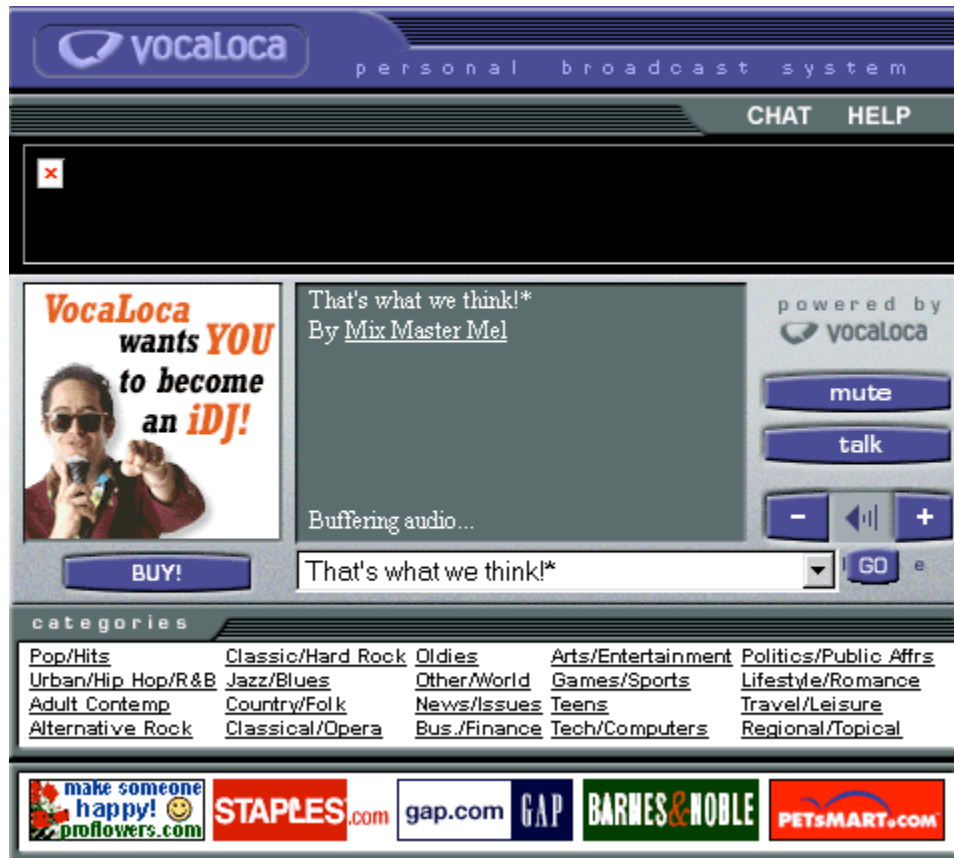 vocaLoca
personal broadcast system
CHAT HELP
VocaLoca
wants YOU
to become
an iDJ!
That's what we think!*
By Mix Master Mel
Buffering audio...
powered by
vocaLoca
mute
talk
- +
BUY!
That's what we think!*
GO e
categories
Pop/Hits Classic/Hard Rock Oldies Arts/Entertainment Politics/Public Affrs
Urban/Hip Hop/R&B Jazz/Blues Other/World Games/Sports Lifestyle/Romance
Adult Contemp Country/Folk News/Issues Teens Travel/Leisure
Alternative Rock Classical/Opera Bus./Finance Tech/Computers Regional/Topical
make someone
happy!
proflowers.com
STAPLES.com
gap.com GAP
BARNES&NOBLE
PETsMART.COM